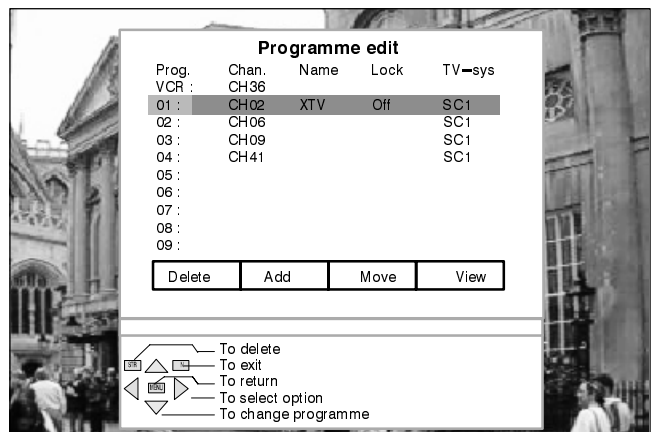 Programme edit
Prog. Chan. Name Lock TV-sys
VCR : CH36
01 : CH02 XTV Off SC1
02 : CH06 SC1
03 : CH09 SC1
04 : CH41 SC1
05 :
06 :
07 :
08 :
09 :
Delete Add Move View
To delete
STR To exit
MENU To return
To select option
To change programme